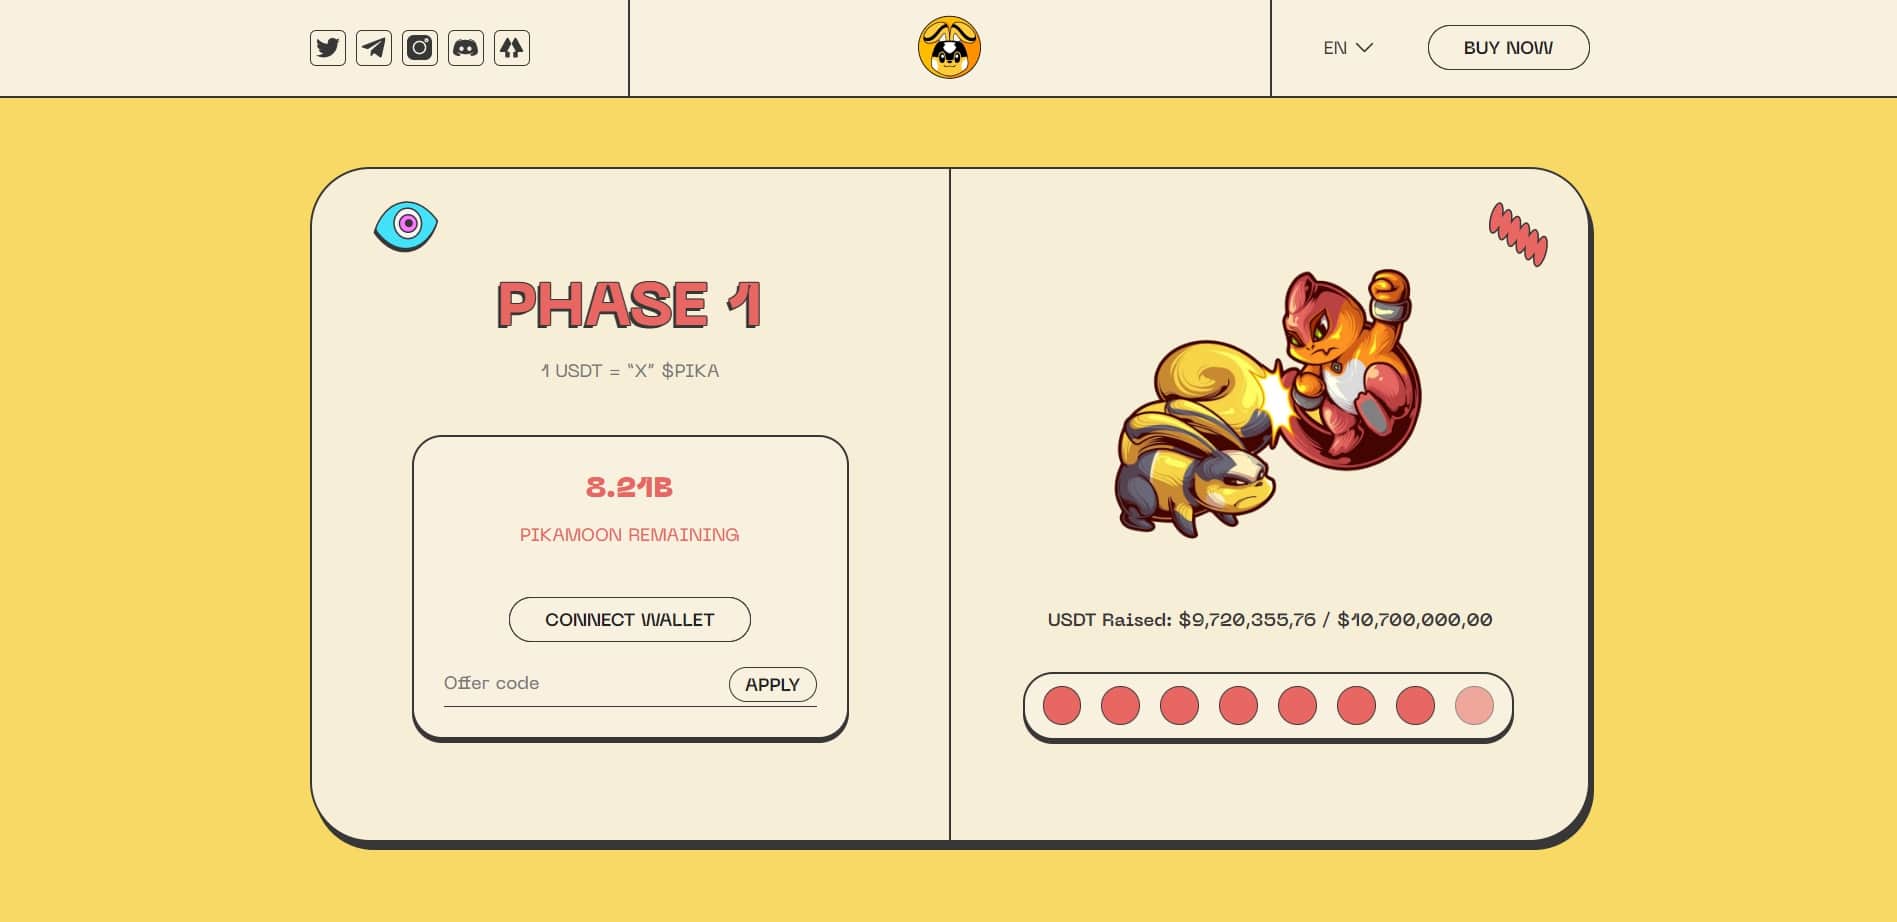 EN
BUY NOW
PHASE 1
1 USDT = “X” $PIKA
8.21B
PIKAMOON REMAINING
CONNECT WALLET
Offer code
APPLY
USDT Raised: $9,720,355,76 / $10,700,000,00